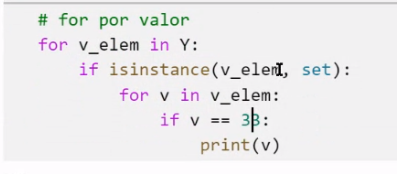 # for por valor
for v_elem in Y:
    if isinstance(v_elem, set):
        for v in v_elem:
            if v == 33:
                print(v)